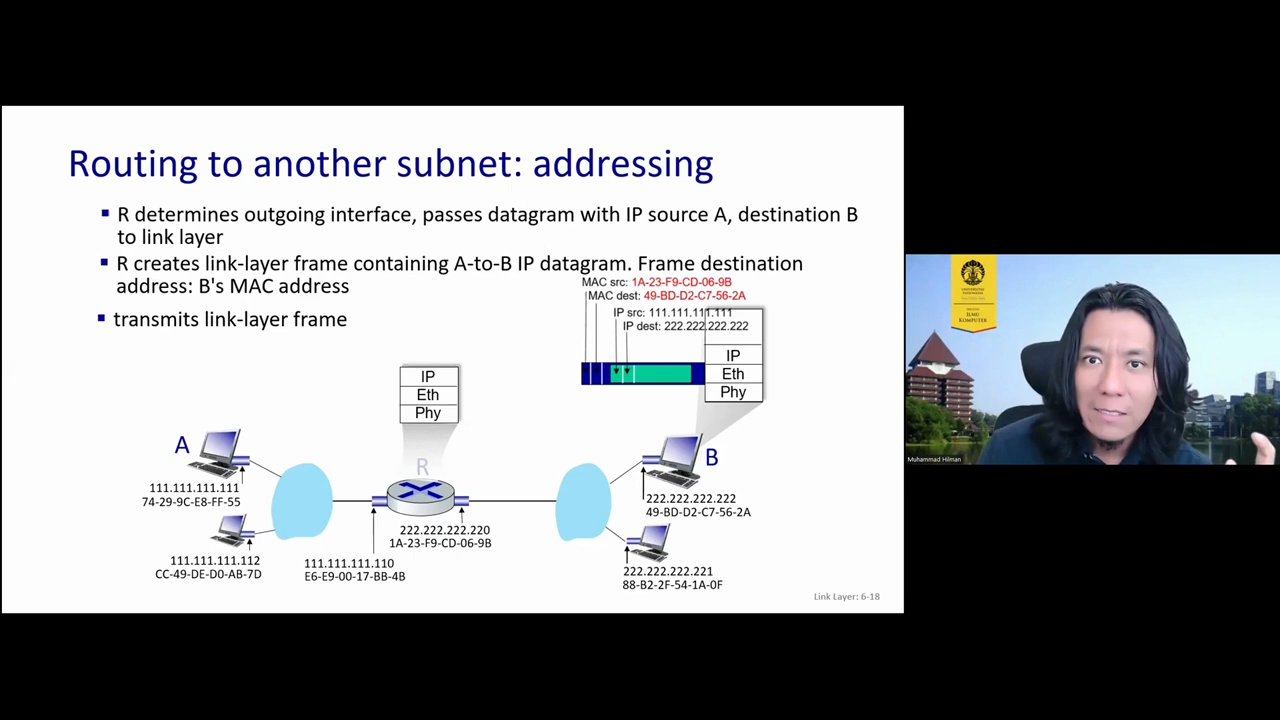 Routing to another subnet: addressing
▪ R determines outgoing interface, passes datagram with IP source A, destination B
to link layer
▪ R creates link-layer frame containing A-to-B IP datagram. Frame destination
address: B's MAC address
▪ transmits link-layer frame
MAC src: 1A-23-F9-CD-06-9B
MAC dest: 49-BD-D2-C7-56-2A
IP src: 111.111.111.111
IP dest: 222.222.222.222
IP
Eth
Phy
IP
Eth
Phy
A
R
B
111.111.111.111
74-29-9C-E8-FF-55
111.111.111.112
CC-49-DE-D0-AB-7D
111.111.111.110
E6-E9-00-17-BB-4B
222.222.222.220
1A-23-F9-CD-06-9B
222.222.222.222
49-BD-D2-C7-56-2A
222.222.222.221
88-B2-2F-54-1A-0F
Link Layer: 6-18
UNIVERSITAS
INDONESIA
ILMU
KOMPUTER
Muhammad Hilman